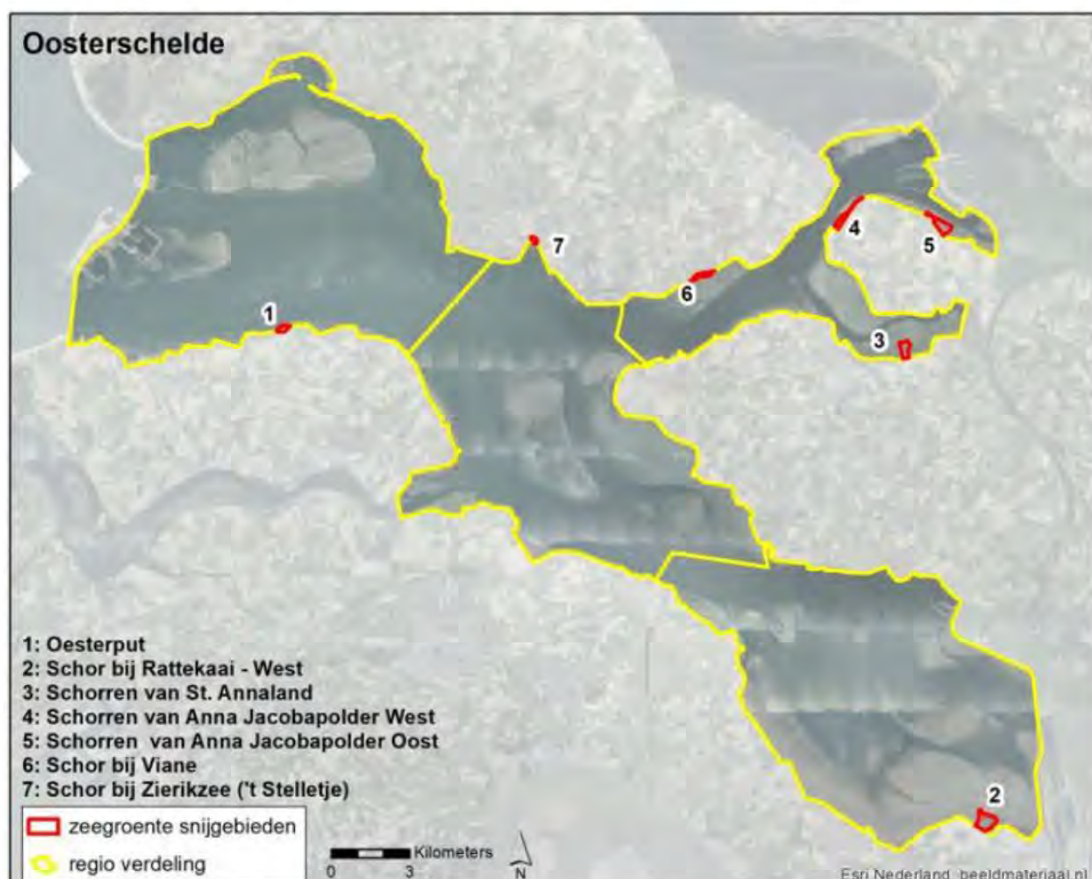 Oosterschelde
7
4
5
6
1
3
1: Oesterput
2: Schor bij Rattekaai - West
3: Schorren van St. Annaland
4: Schorren van Anna Jacobapolder West
5: Schorren van Anna Jacobapolder Oost
6: Schor bij Viane
7: Schor bij Zierikzee ('t Stelletje)
2
zeegroente snijgebieden
regio verdeling
Kilometers
0 3
N
Esri Nederland, beeldmateriaal.nl